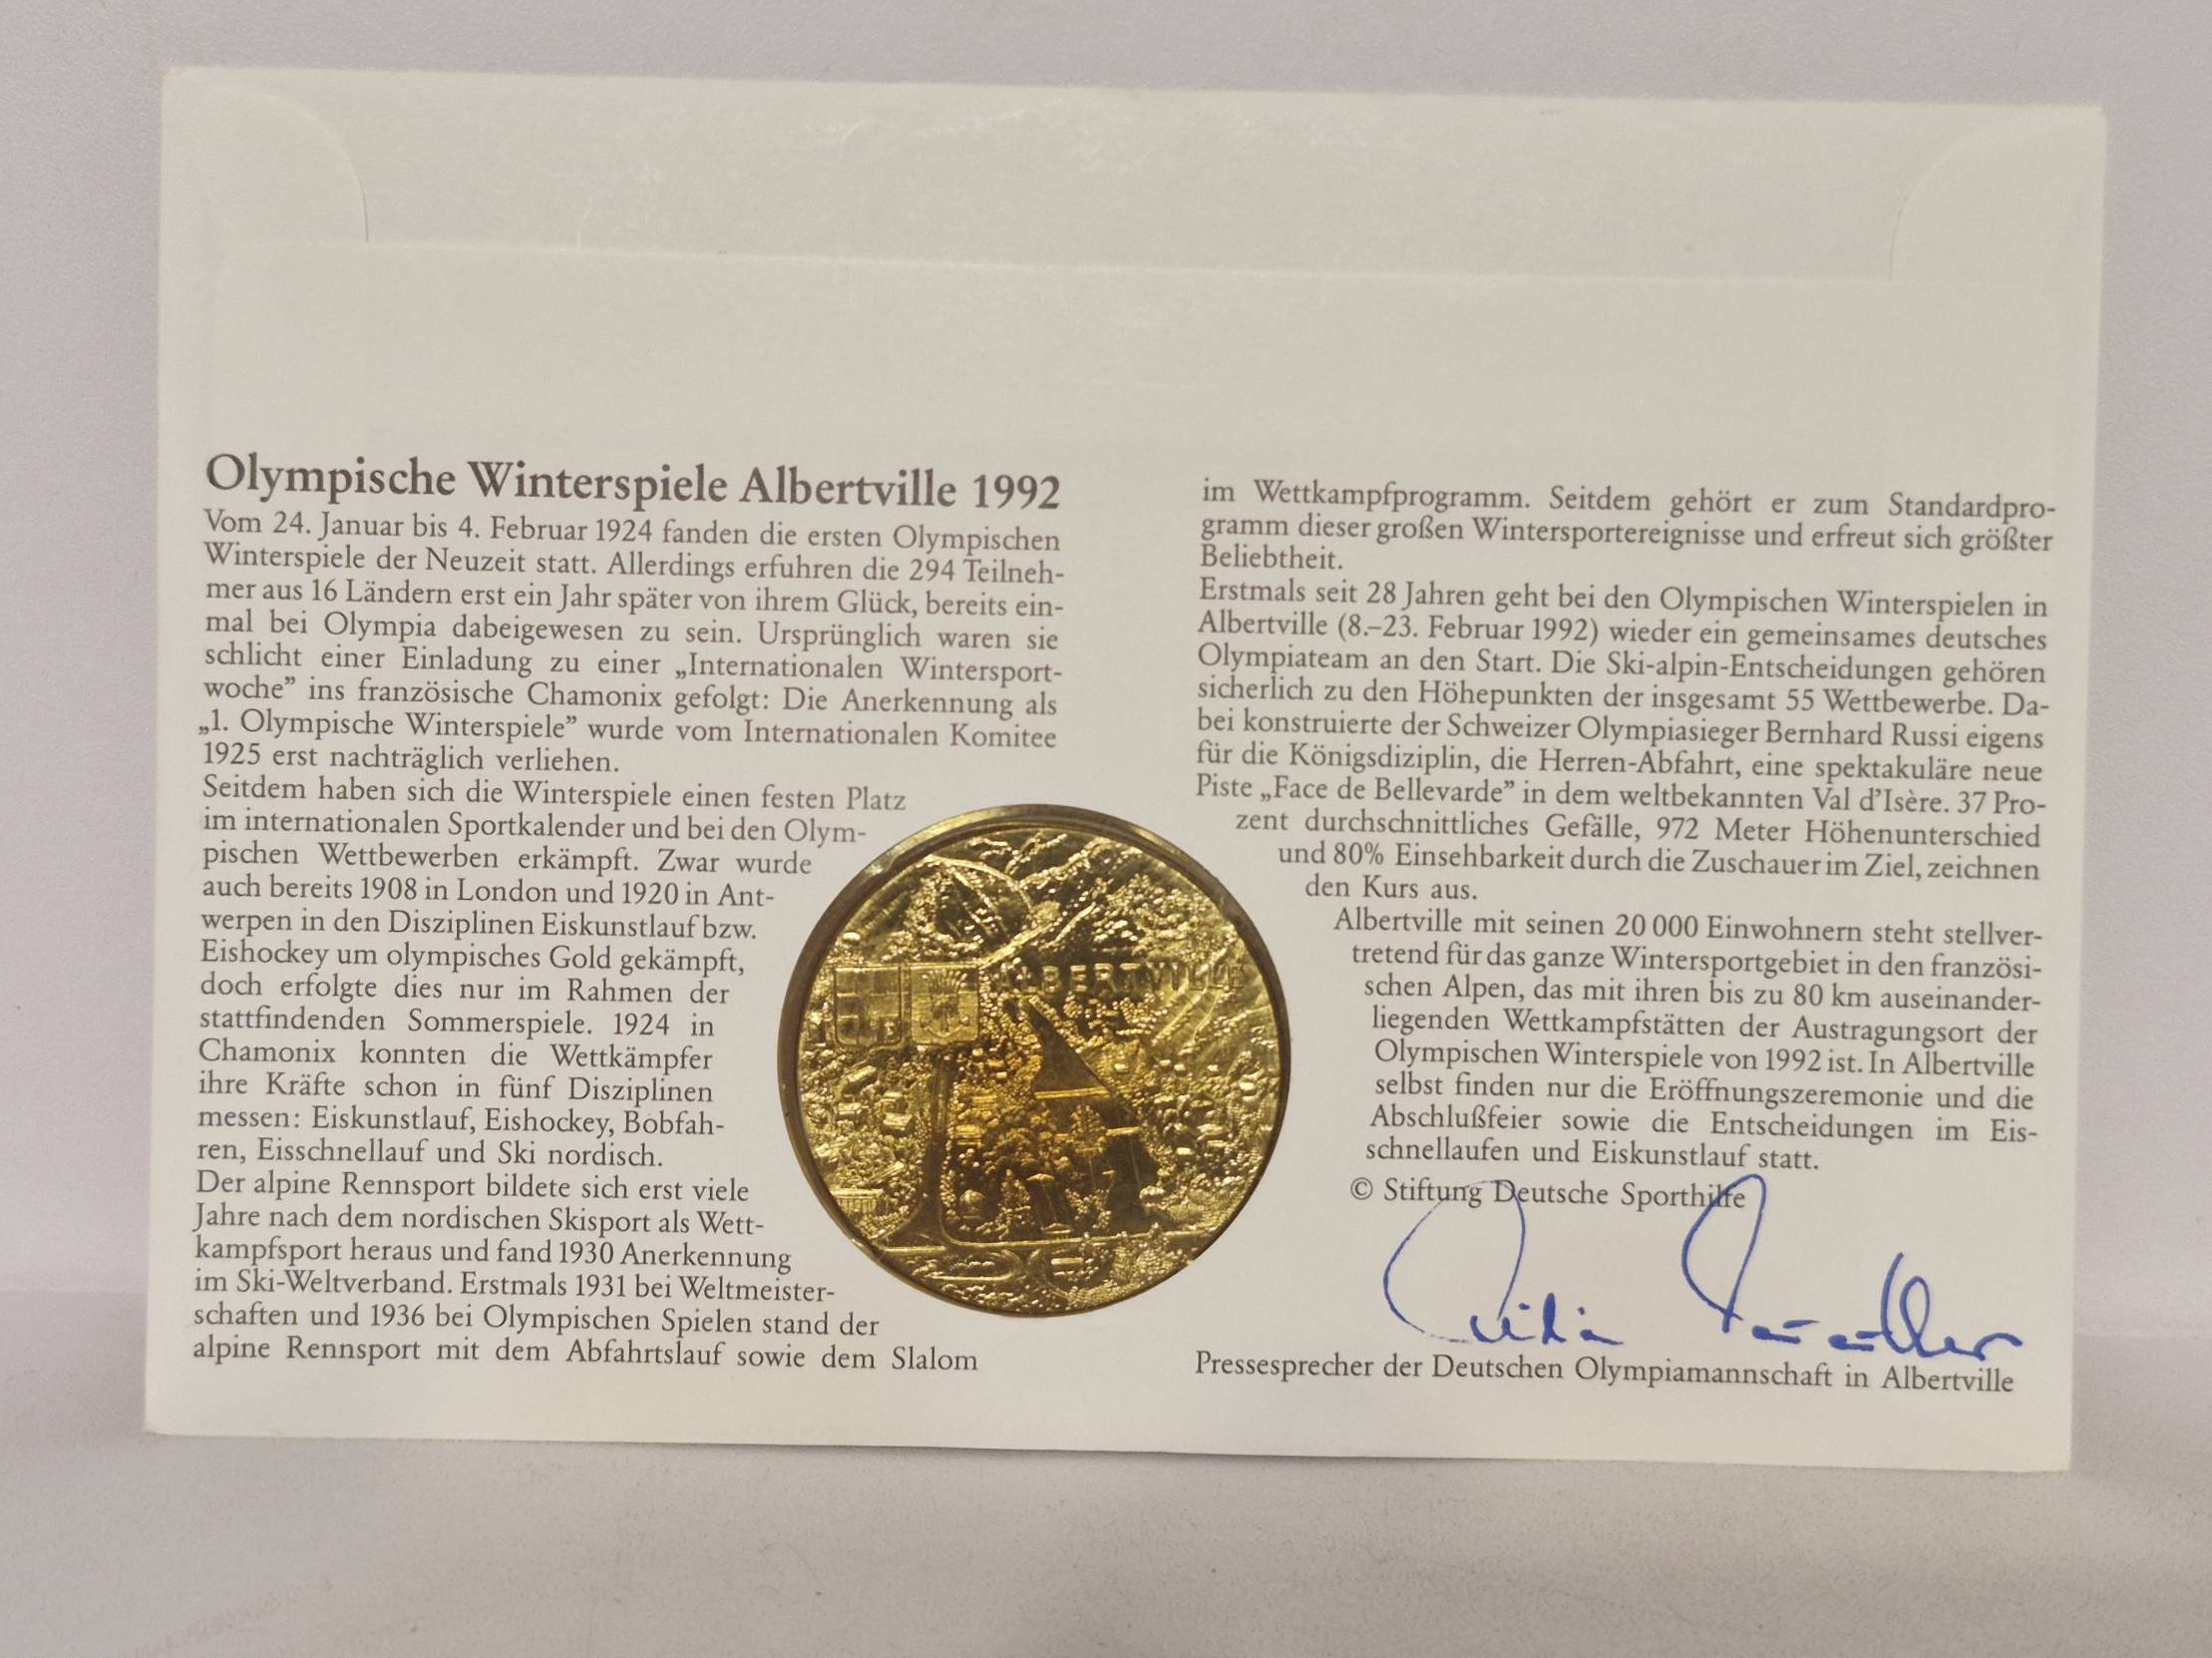 Olympische Winterspiele Albertville 1992
Vom 24. Januar bis 4. Februar 1924 fanden die ersten Olympischen
Winterspiele der Neuzeit statt. Allerdings erfuhren die 294 Teilneh-
mer aus 16 Ländern erst ein Jahr später von ihrem Glück, bereits ein-
mal bei Olympia dabeigewesen zu sein. Ursprünglich waren sie
schlicht einer Einladung zu einer „Internationalen Wintersport-
woche” ins französische Chamonix gefolgt: Die Anerkennung als
„1. Olympische Winterspiele” wurde vom Internationalen Komitee
1925 erst nachträglich verliehen.
Seitdem haben sich die Winterspiele einen festen Platz
im internationalen Sportkalender und bei den Olym-
pischen Wettbewerben erkämpft. Zwar wurde
auch bereits 1908 in London und 1920 in Ant-
werpen in den Disziplinen Eiskunstlauf bzw.
Eishockey um olympisches Gold gekämpft,
doch erfolgte dies nur im Rahmen der
stattfindenden Sommerspiele. 1924 in
Chamonix konnten die Wettkämpfer
ihre Kräfte schon in fünf Disziplinen
messen: Eiskunstlauf, Eishockey, Bobfah-
ren, Eisschnellauf und Ski nordisch.
Der alpine Rennsport bildete sich erst viele
Jahre nach dem nordischen Skisport als Wett-
kampfsport heraus und fand 1930 Anerkennung
im Ski-Weltverband. Erstmals 1931 bei Weltmeister-
schaften und 1936 bei Olympischen Spielen stand der
alpine Rennsport mit dem Abfahrtslauf sowie dem Slalom
ALBERTVILLE
im Wettkampfprogramm. Seitdem gehört er zum Standardpro-
gramm dieser großen Wintersportereignisse und erfreut sich größter
Beliebtheit.
Erstmals seit 28 Jahren geht bei den Olympischen Winterspielen in
Albertville (8.–23. Februar 1992) wieder ein gemeinsames deutsches
Olympiateam an den Start. Die Ski-alpin-Entscheidungen gehören
sicherlich zu den Höhepunkten der insgesamt 55 Wettbewerbe. Da-
bei konstruierte der Schweizer Olympiasieger Bernhard Russi eigens
für die Königsdiziplin, die Herren-Abfahrt, eine spektakuläre neue
Piste „Face de Bellevarde” in dem weltbekannten Val d’Isère. 37 Pro-
zent durchschnittliches Gefälle, 972 Meter Höhenunterschied
und 80% Einsehbarkeit durch die Zuschauer im Ziel, zeichnen
den Kurs aus.
Albertville mit seinen 20 000 Einwohnern steht stellver-
tretend für das ganze Wintersportgebiet in den französi-
schen Alpen, das mit ihren bis zu 80 km auseinander-
liegenden Wettkampfstätten der Austragungsort der
Olympischen Winterspiele von 1992 ist. In Albertville
selbst finden nur die Eröffnungszeremonie und die
Abschlußfeier sowie die Entscheidungen im Eis-
schnellaufen und Eiskunstlauf statt.
© Stiftung Deutsche Sporthilfe
Pressesprecher der Deutschen Olympiamannschaft in Albertville